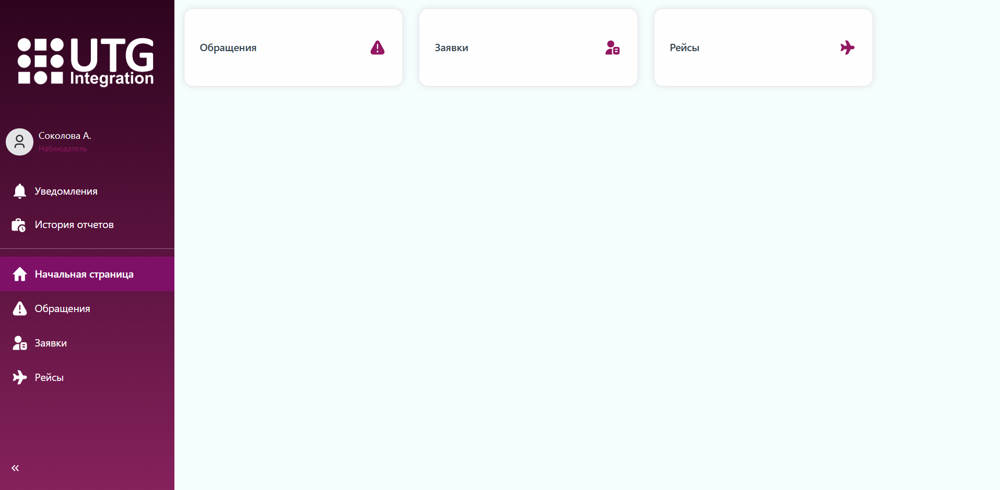 UTG
Integration
Соколова А.
Наблюдатель
Уведомления
История отчетов
Начальная страница
Обращения
Заявки
Рейсы
Обращения
Заявки
Рейсы